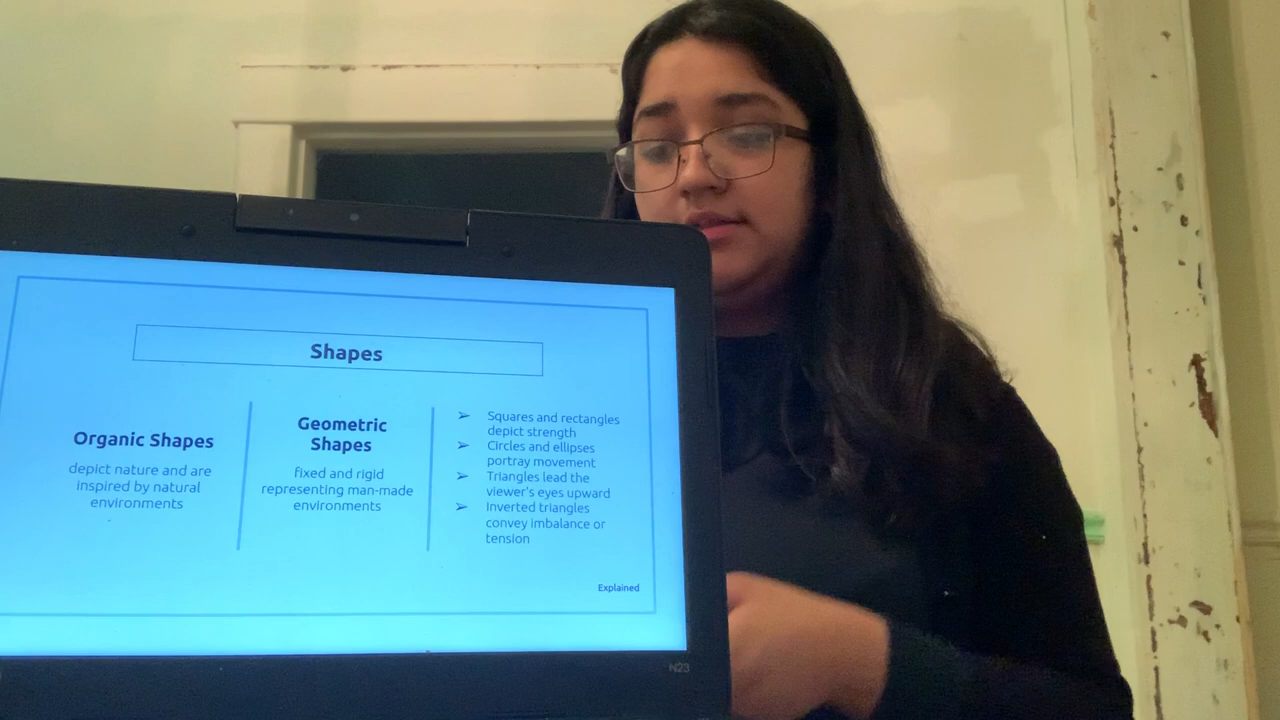 Shapes
Organic Shapes
depict nature and are
inspired by natural
environments
Geometric
Shapes
fixed and rigid
representing man-made
environments
➢ Squares and rectangles
depict strength
➢ Circles and ellipses
portray movement
➢ Triangles lead the
viewer's eyes upward
➢ Inverted triangles
convey imbalance or
tension
Explained
N23